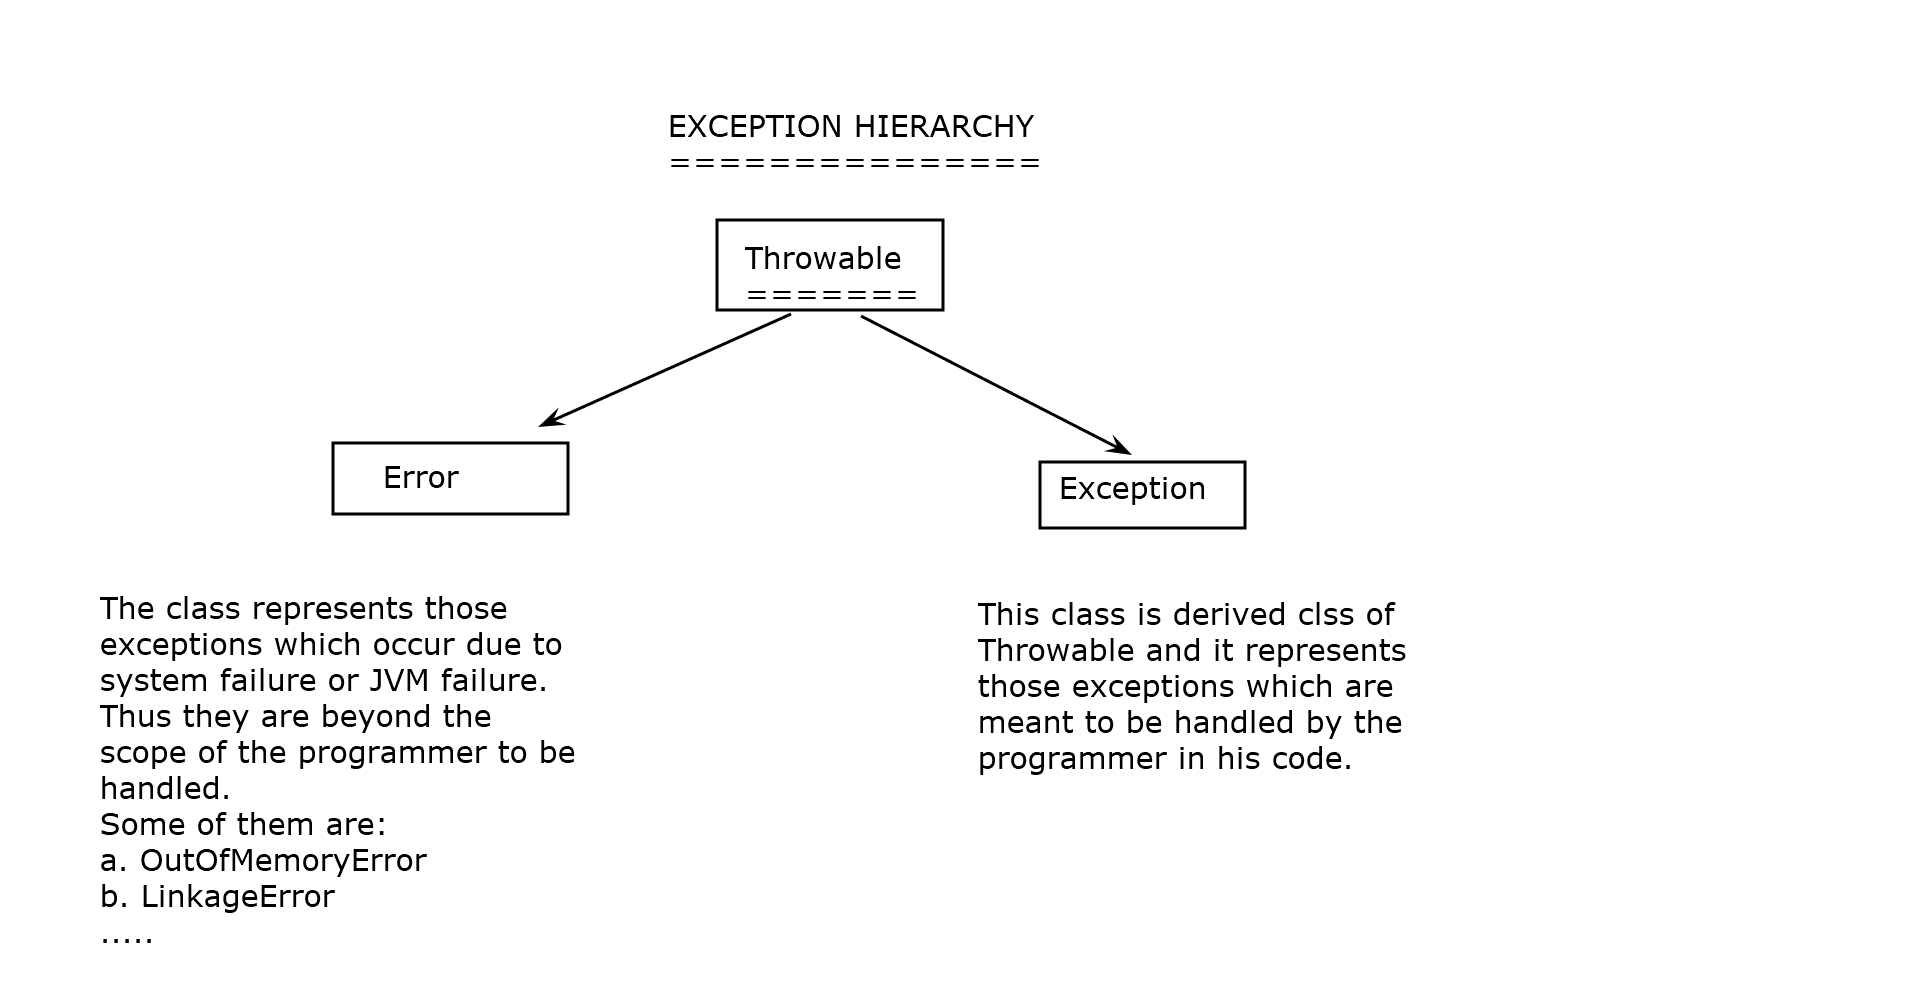 EXCEPTION HIERARCHY
===============
Throwable
=======
Error
Exception
The class represents those
exceptions which occur due to
system failure or JVM failure.
Thus they are beyond the
scope of the programmer to be
handled.
Some of them are:
a. OutOfMemoryError
b. LinkageError
.....
This class is derived clss of
Throwable and it represents
those exceptions which are
meant to be handled by the
programmer in his code.